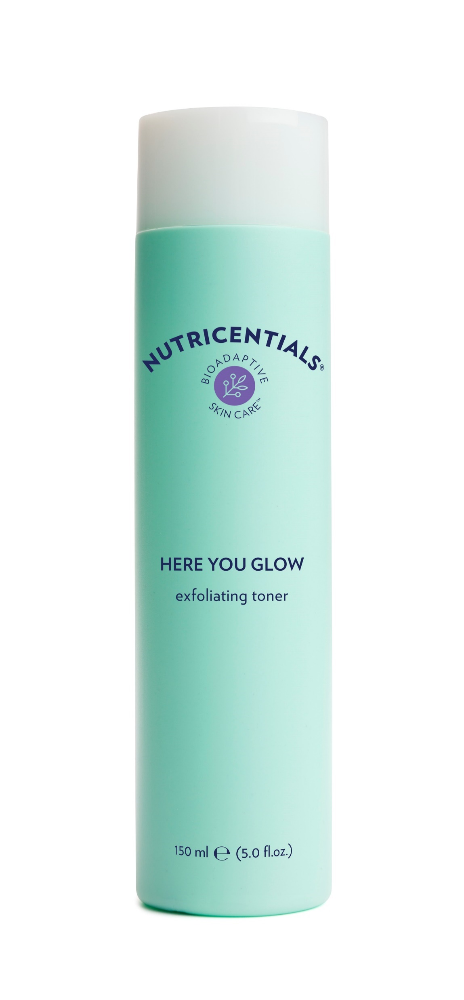 NUTRICENTIALS®
BIOADAPTIVE
SKIN CARE™
HERE YOU GLOW
exfoliating toner
150 ml ℮ (5.0 fl.oz.)